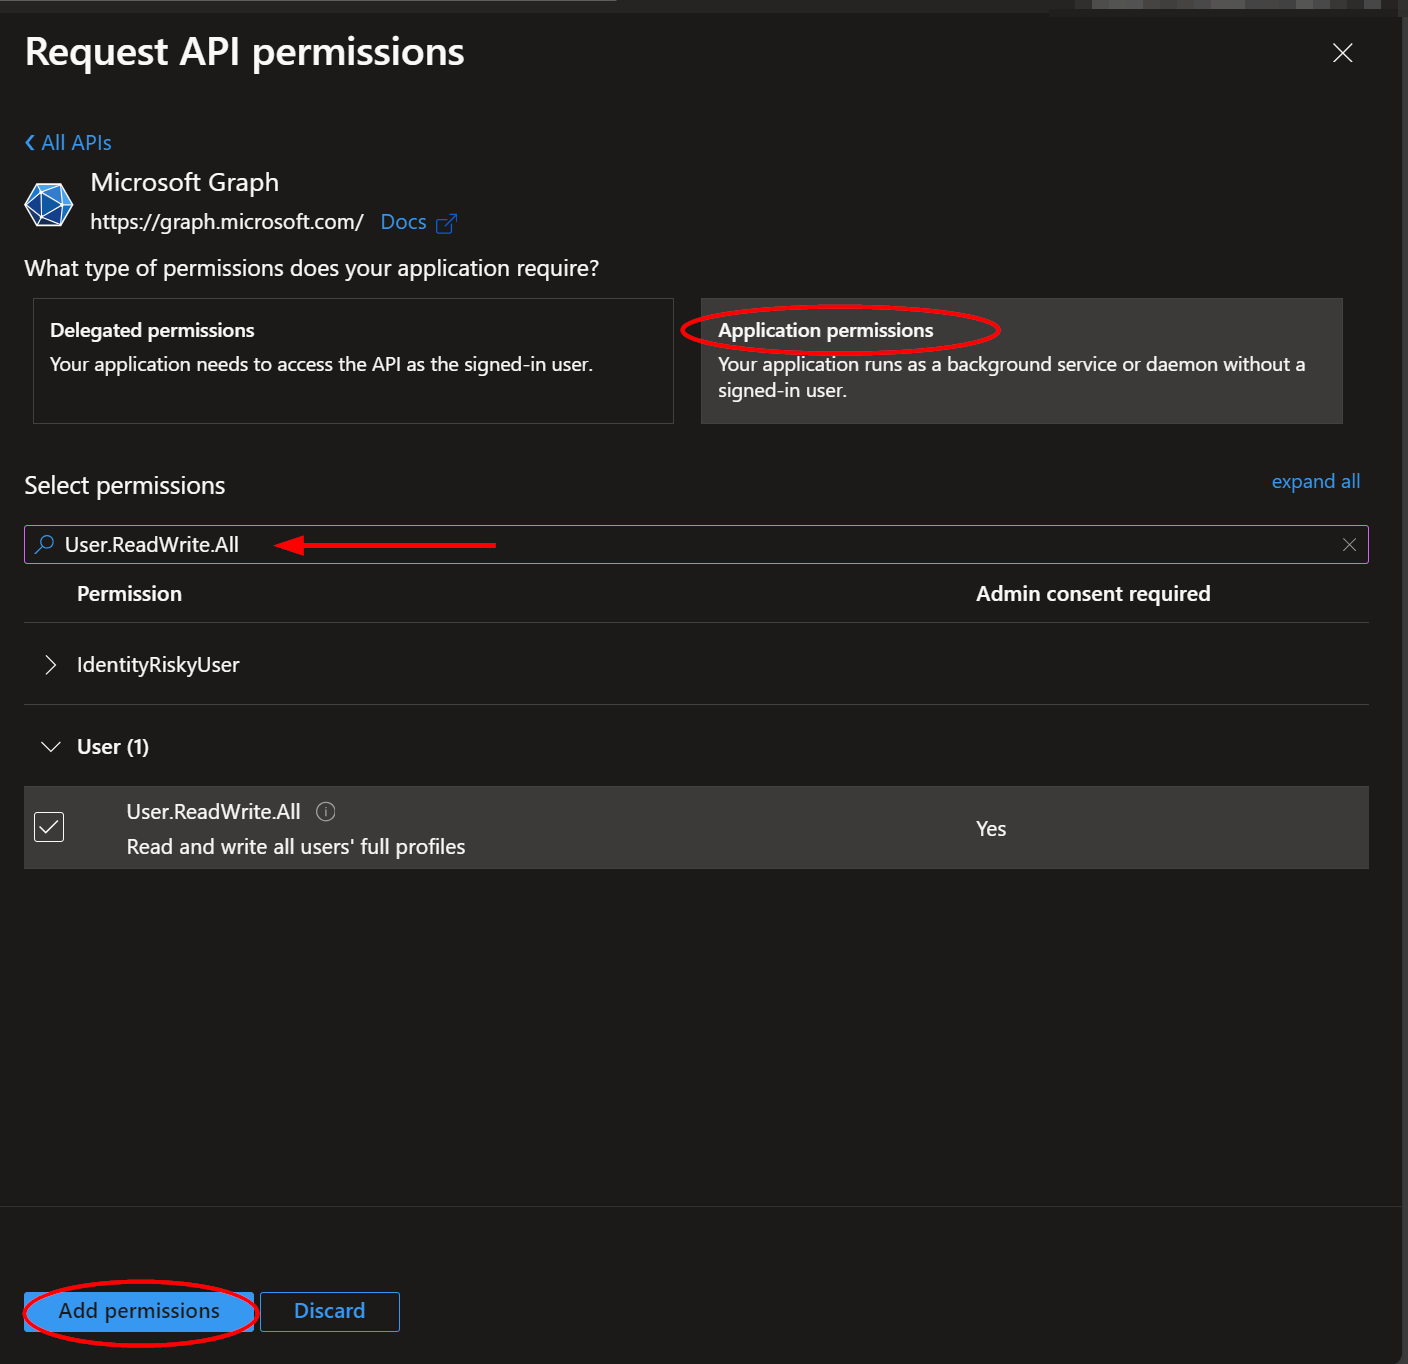 Request API permissions
All APIs
Microsoft Graph
https://graph.microsoft.com/ Docs
What type of permissions does your application require?
Delegated permissions
Your application needs to access the API as the signed-in user.
Application permissions
Your application runs as a background service or daemon without a
signed-in user.
Select permissions
expand all
User.ReadWrite.All
Permission
Admin consent required
IdentityRiskyUser
User (1)
User.ReadWrite.All
Read and write all users' full profiles
Yes
Add permissions
Discard